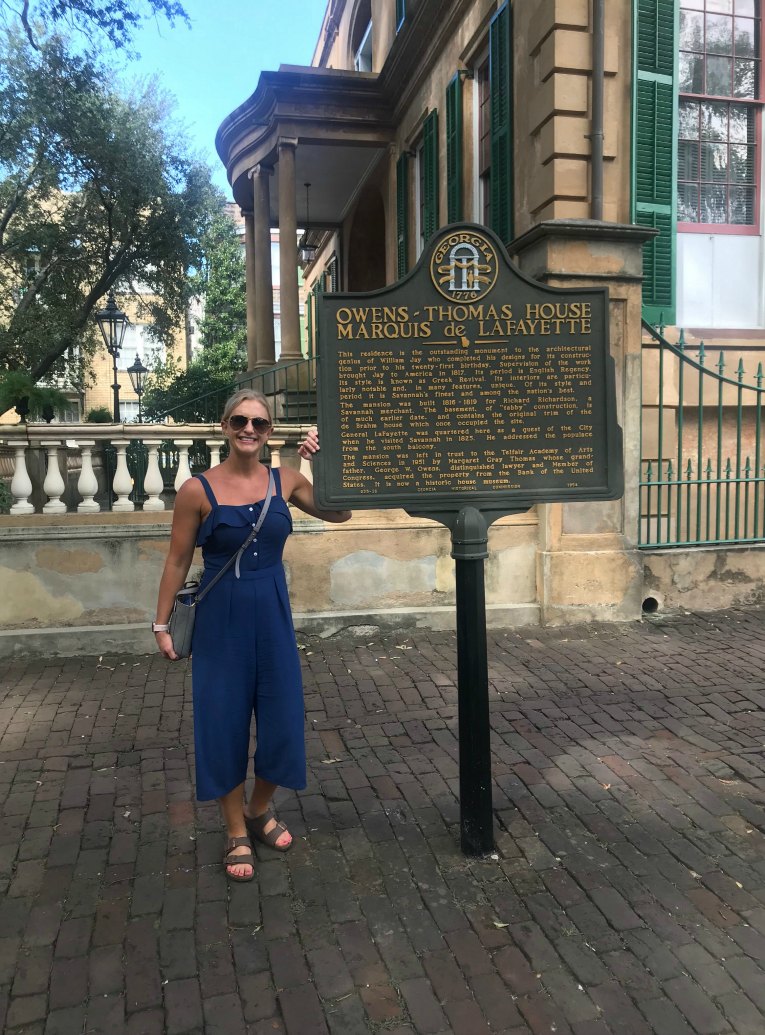 GEORGIA
1776
OWENS-THOMAS HOUSE
MARQUIS de LAFAYETTE
This residence is the outstanding monument to the architectural
genius of William Jay who completed his designs for its construc-
tion prior to his twenty-first birthday. Supervision of the work
brought Jay to America in 1817. Its period is English Regency.
Its style is known as Greek Revival. Its interiors are particu-
larly notable and, in many features, unique. Of its style and
period it is Savannah's finest and among the nation's best.
The mansion was built 1816-1819 for Richard Richardson, a
Savannah merchant. The basement, of "tabby" construction, is
of much earlier date, and contains the original trim of the
de Brahm house which once occupied the site.
General LaFayette was quartered here as a guest of the City
when he visited Savannah in 1825. He addressed the populace
from the south balcony.
The mansion was left in trust to the Telfair Academy of Arts
and Sciences in 1951 by Margaret Gray Thomas whose grand-
father, George W. Owens, distinguished lawyer and Member of
Congress, acquired the property from the Bank of the United
States. It is now a historic house museum.
025-26 GEORGIA HISTORICAL COMMISSION 1954